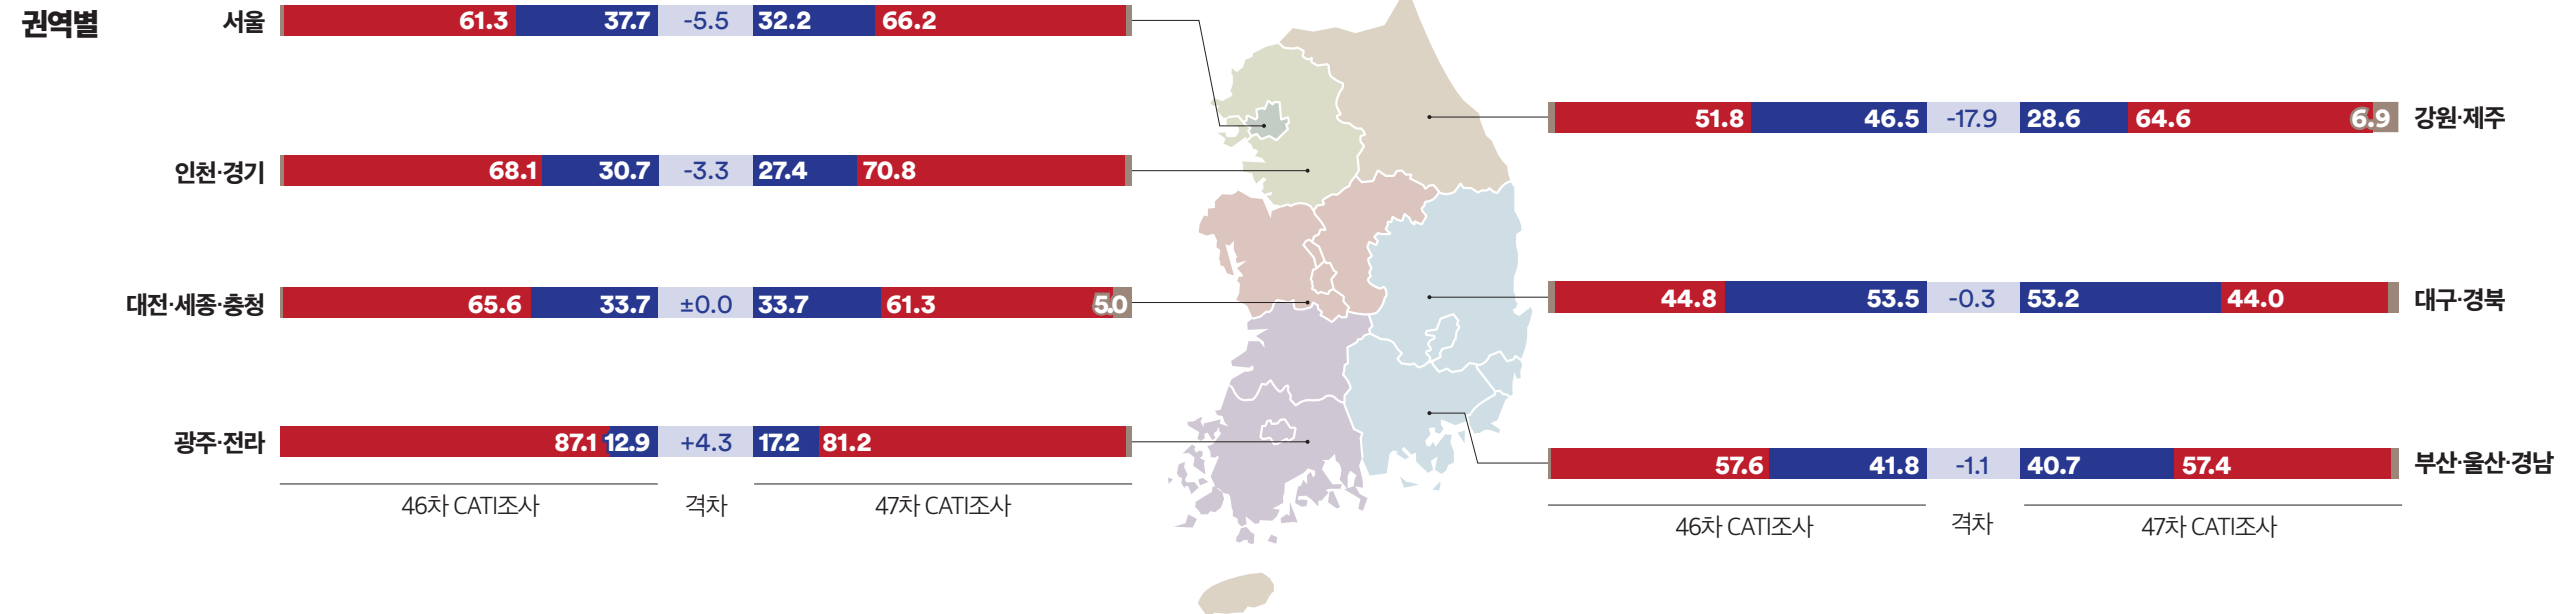 권역별
서울 61.3 37.7 -5.5 32.2 66.2
인천·경기 68.1 30.7 -3.3 27.4 70.8
대전·세종·충청 65.6 33.7 ±0.0 33.7 61.3 5.0
광주·전라 87.1 12.9 +4.3 17.2 81.2
46차 CATI조사 격차 47차 CATI조사
51.8 46.5 -17.9 28.6 64.6 6.9 강원·제주
44.8 53.5 -0.3 53.2 44.0 대구·경북
57.6 41.8 -1.1 40.7 57.4 부산·울산·경남
46차 CATI조사 격차 47차 CATI조사